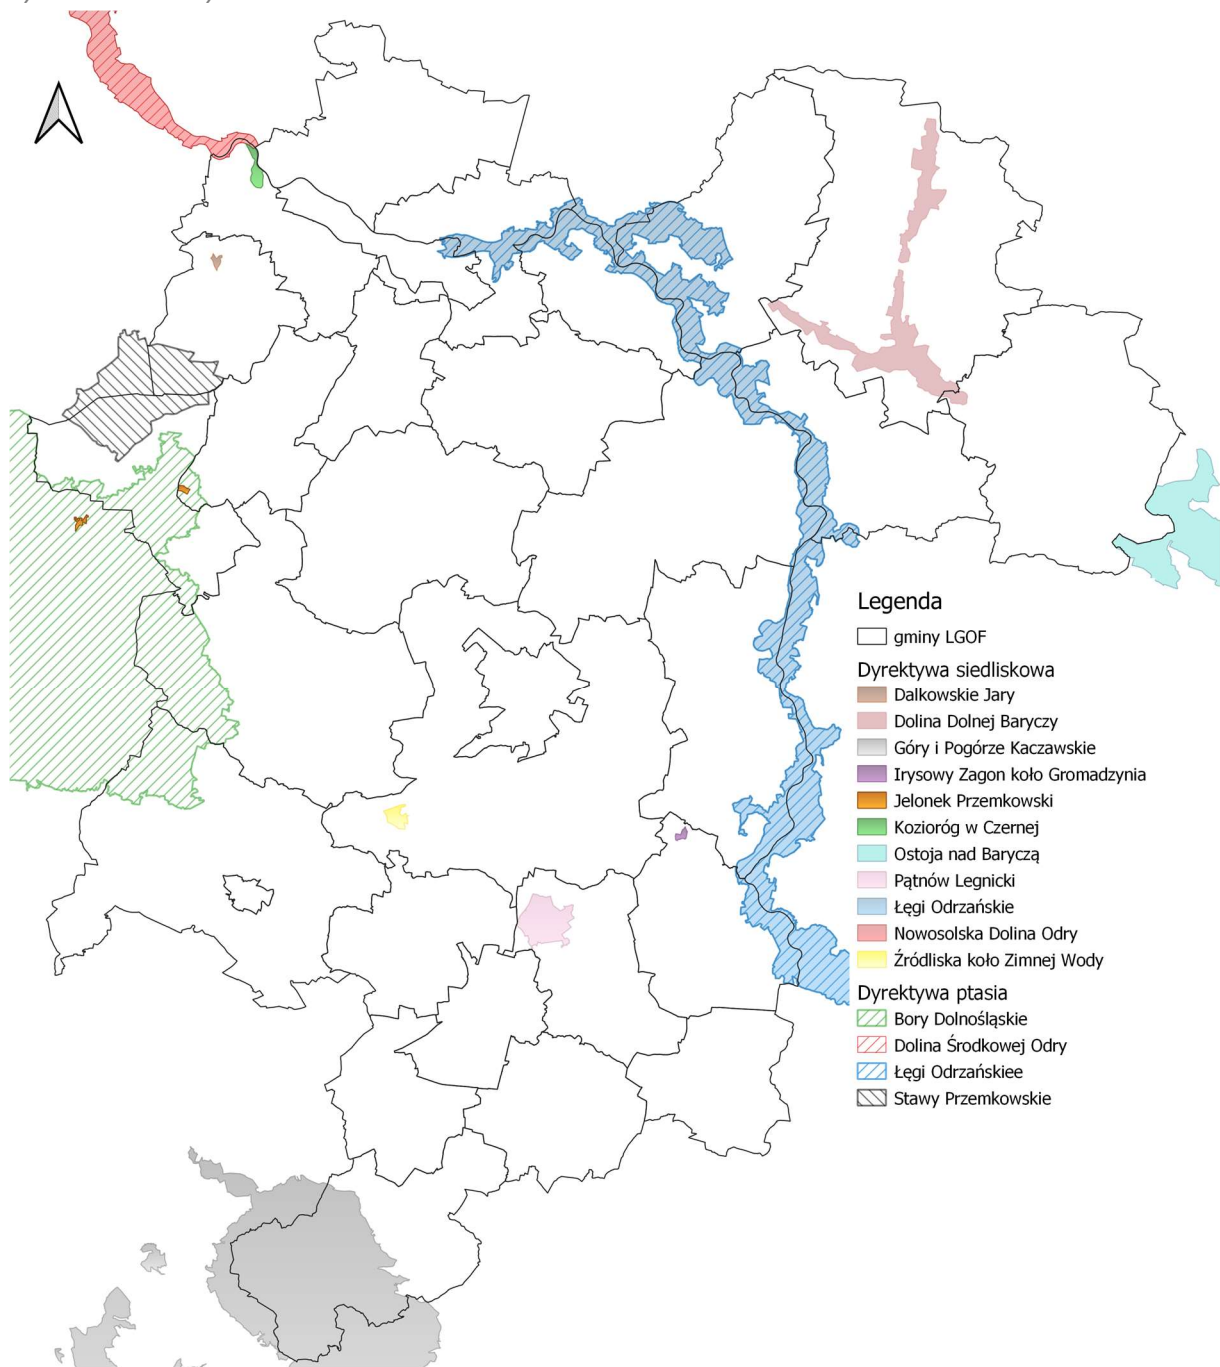 Legenda
gminy LGOF
Dyrektywa siedliskowa
Dalkowskie Jary
Dolina Dolnej Baryczy
Góry i Pogórze Kaczawskie
Irysowy Zagon koło Gromadzynia
Jelonek Przemkowski
Kozioróg w Czernej
Ostoja nad Baryczą
Pątnów Legnicki
Łęgi Odrzańskie
Nowosolska Dolina Odry
Źródliska koło Zimnej Wody
Dyrektywa ptasia
Bory Dolnośląskie
Dolina Środkowej Odry
Łęgi Odrzańskiee
Stawy Przemkowskie